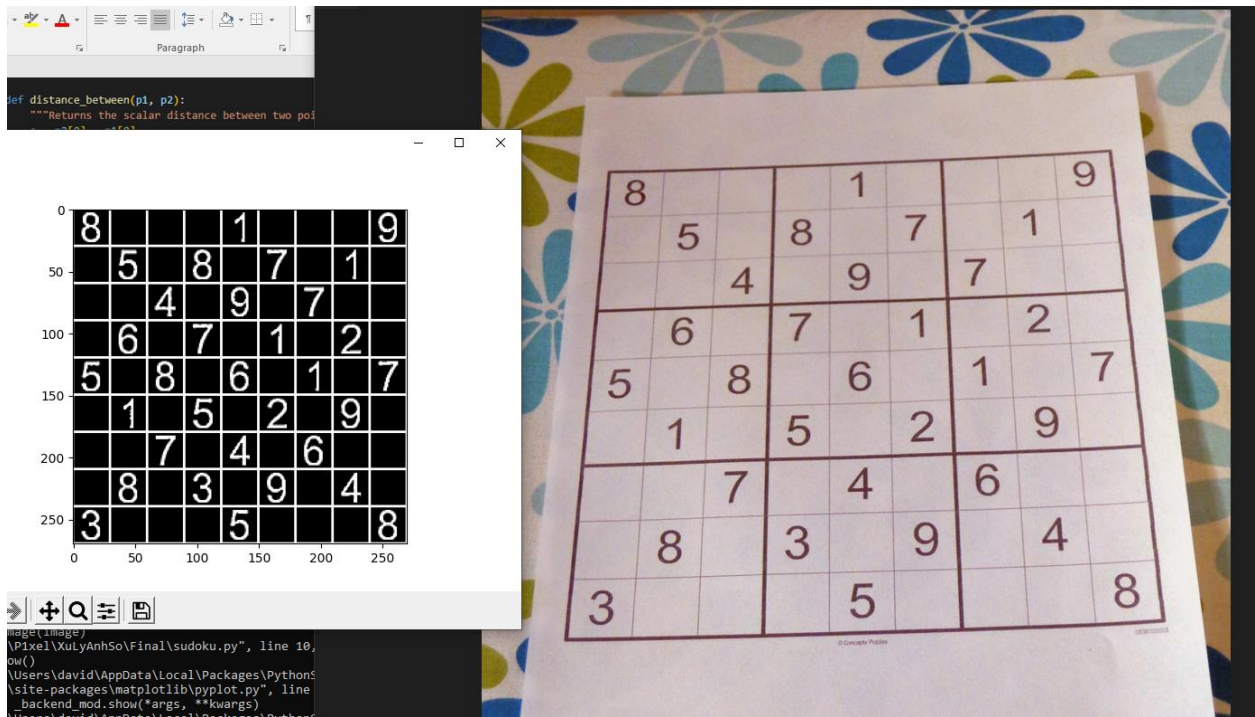 Paragraph
def distance_between(p1, p2):
"""Returns the scalar distance between two poi
0
50
100
150
200
250
8 1 9
5 8 7 1
4 9 7
6 7 1 2
5 8 6 1 7
1 5 2 9
7 4 6
8 3 9 4
3 5 8
0 50 100 150 200 250
8 1 9
5 8 7 1
4 9 7
6 7 1 2
5 8 6 1 7
1 5 2 9
7 4 6
8 3 9 4
3 5 8
© Conceptis Puzzles
mage(image)
\P1xel\XuLyAnhSo\Final\sudoku.py", line 10,
ow()
\Users\david\AppData\Local\Packages\PythonS
\site-packages\matplotlib\pyplot.py", line
_backend_mod.show(*args, **kwargs)